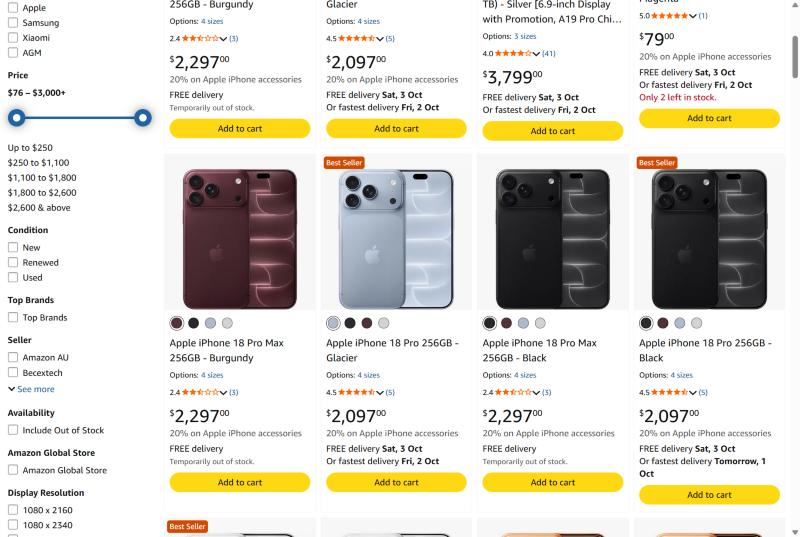 Apple
Samsung
Xiaomi
AGM
Price
$76 – $3,000+
Up to $250
$250 to $1,100
$1,100 to $1,800
$1,800 to $2,600
$2,600 & above
Condition
New
Renewed
Used
Top Brands
Top Brands
Seller
Amazon AU
Becextech
See more
Availability
Include Out of Stock
Amazon Global Store
Amazon Global Store
Display Resolution
1080 x 2160
1080 x 2340
256GB - Burgundy
Options: 4 sizes
2.4 (3)
$2,297.00
20% on Apple iPhone accessories
FREE delivery
Temporarily out of stock.
Add to cart
Glacier
Options: 4 sizes
4.5 (5)
$2,097.00
20% on Apple iPhone accessories
FREE delivery Sat, 3 Oct
Or fastest delivery Fri, 2 Oct
Add to cart
TB) - Silver [6.9-inch Display
with Promotion, A19 Pro Chi...
Options: 3 sizes
4.0 (41)
$3,799.00
FREE delivery Sat, 3 Oct
Or fastest delivery Fri, 2 Oct
Add to cart
Magenta
5.0 (1)
$79.00
20% on Apple iPhone accessories
FREE delivery Sat, 3 Oct
Or fastest delivery Fri, 2 Oct
Only 2 left in stock.
Add to cart
Apple iPhone 18 Pro Max
256GB - Burgundy
Options: 4 sizes
2.4 (3)
$2,297.00
20% on Apple iPhone accessories
FREE delivery
Temporarily out of stock.
Add to cart
Best Seller
Apple iPhone 18 Pro 256GB -
Glacier
Options: 4 sizes
4.5 (5)
$2,097.00
20% on Apple iPhone accessories
FREE delivery Sat, 3 Oct
Or fastest delivery Fri, 2 Oct
Add to cart
Apple iPhone 18 Pro Max
256GB - Black
Options: 4 sizes
2.4 (3)
$2,297.00
20% on Apple iPhone accessories
FREE delivery
Temporarily out of stock.
Add to cart
Best Seller
Apple iPhone 18 Pro 256GB -
Black
Options: 4 sizes
4.5 (5)
$2,097.00
20% on Apple iPhone accessories
FREE delivery Sat, 3 Oct
Or fastest delivery Tomorrow, 1
Oct
Add to cart
Best Seller